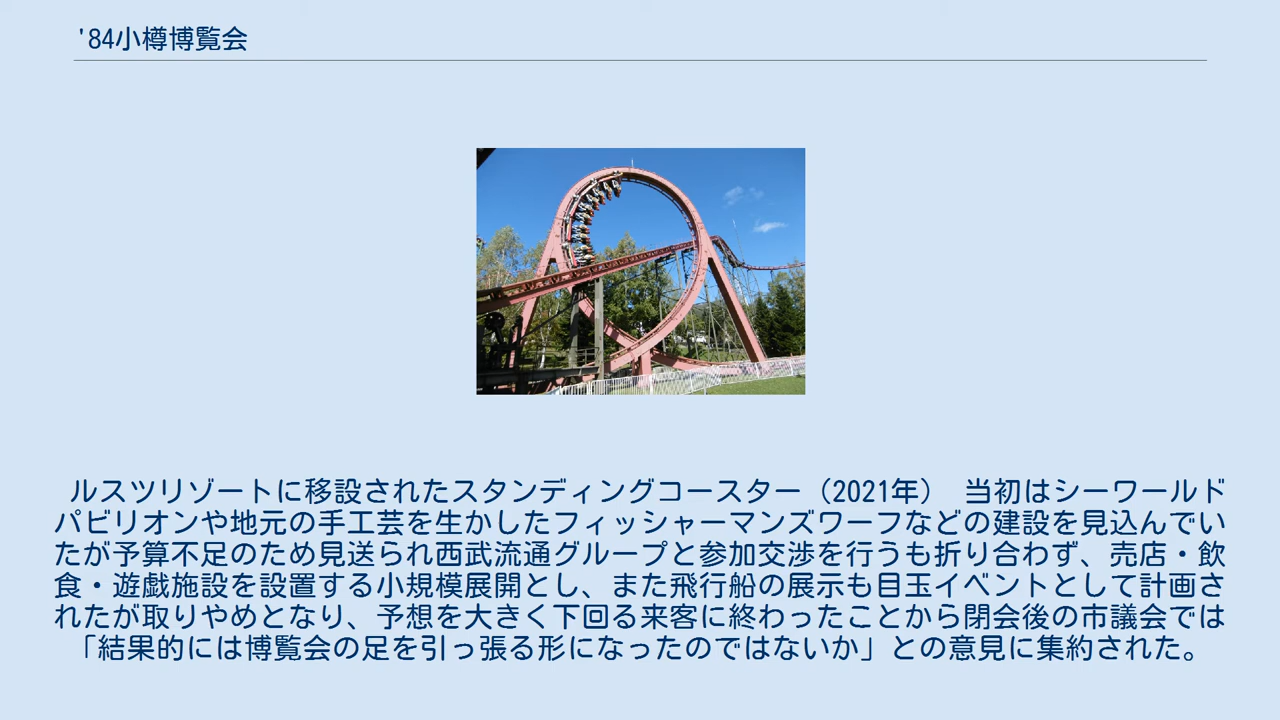 '84小樽博覧会
ルスツリゾートに移設されたスタンディングコースター（2021年） 当初はシーワールド
パビリオンや地元の手工芸を生かしたフィッシャーマンズワーフなどの建設を見込んでい
たが予算不足のため見送られ西武流通グループと参加交渉を行うも折り合わず、売店・飲
食・遊戯施設を設置する小規模展開とし、また飛行船の展示も目玉イベントとして計画さ
れたが取りやめとなり、予想を大きく下回る来客に終わったことから閉会後の市議会では
「結果的には博覧会の足を引っ張る形になったのではないか」との意見に集約された。